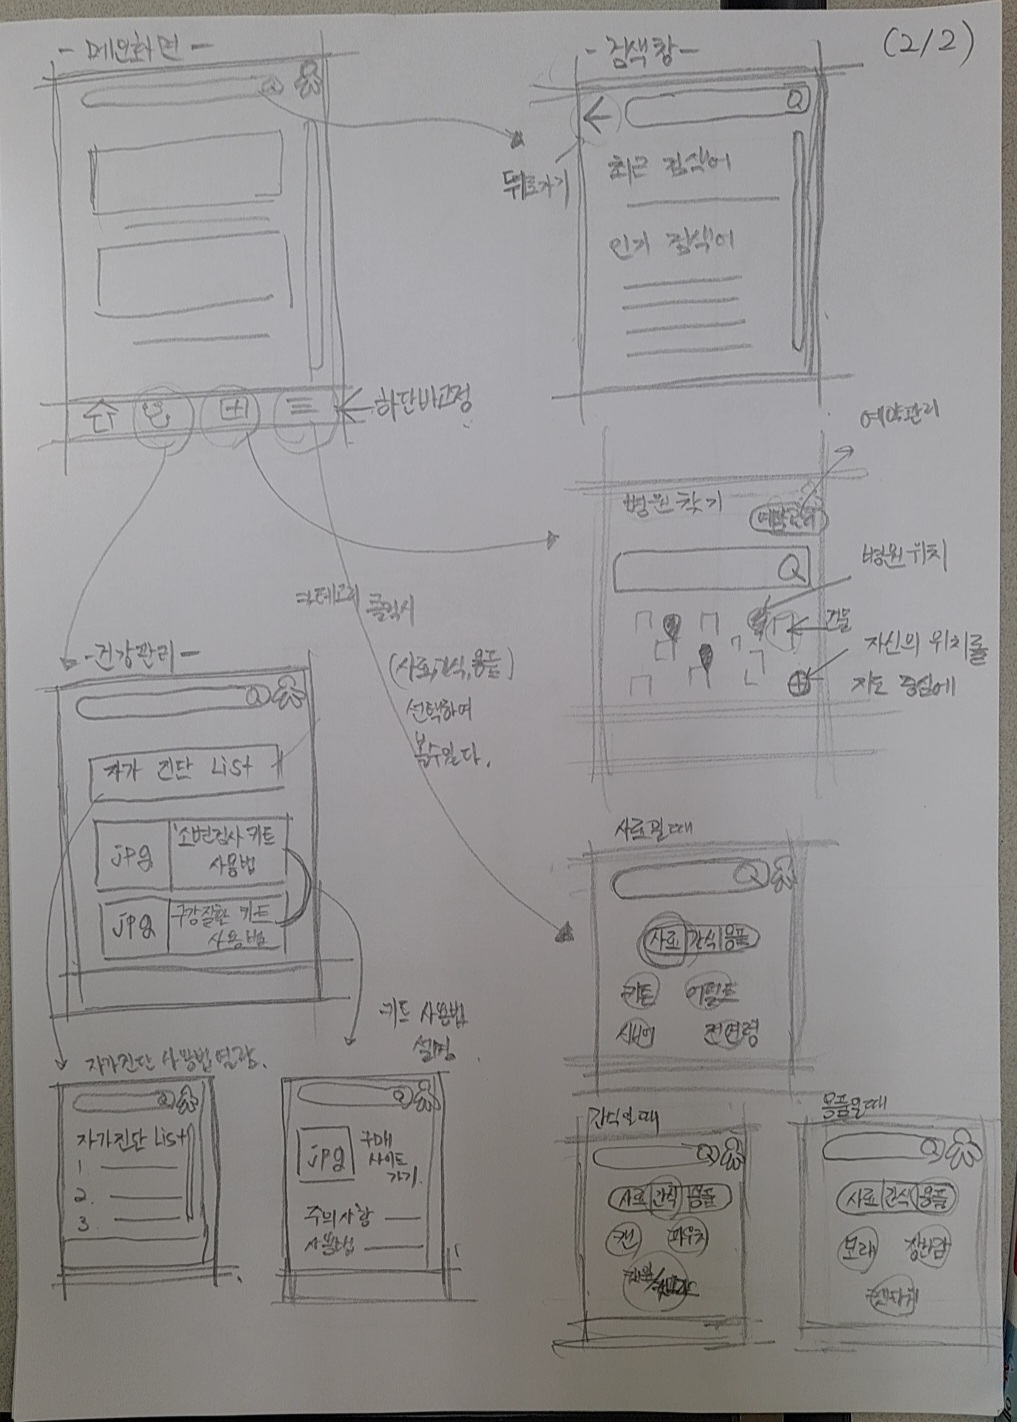 (2/2)
- 메인화면 -
- 검색창 -
뒤로가기
최근 검색어
인기 검색어
하단바고정
예약관리
병원찾기
예약관리
병원위치
건물
자신의 위치를
지도 중심에
카테고리 클릭시
(사료,간식,용품)
선택하여
볼수있다.
- 건강관리 -
자가 진단 List
jpg
소변검사 키트
사용법
jpg
구강질환 키트
사용법
자가진단 사용법 열람.
자가진단 List
1
2.
3.
키트 사용법
설명.
jpg
구매
사이트
가기.
주의사항
사용법
사료일때
사료 간식 용품
키튼
어덜트
시니어
전연령
간식일때
사료 간식 용품
캔
파우치
용품일때
사료 간식 용품
모래
장난감